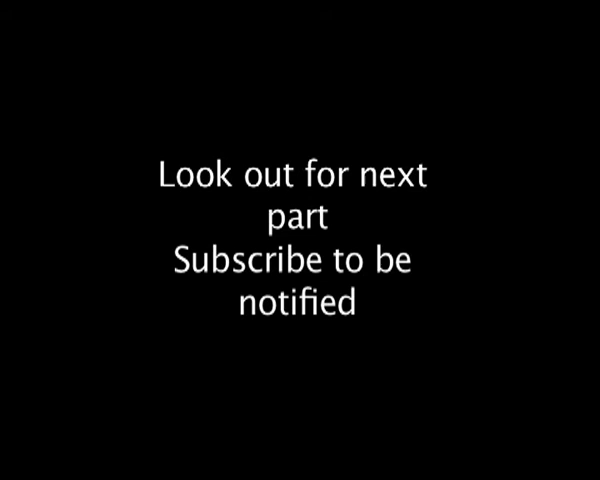 Look out for next
part
Subscribe to be
notified